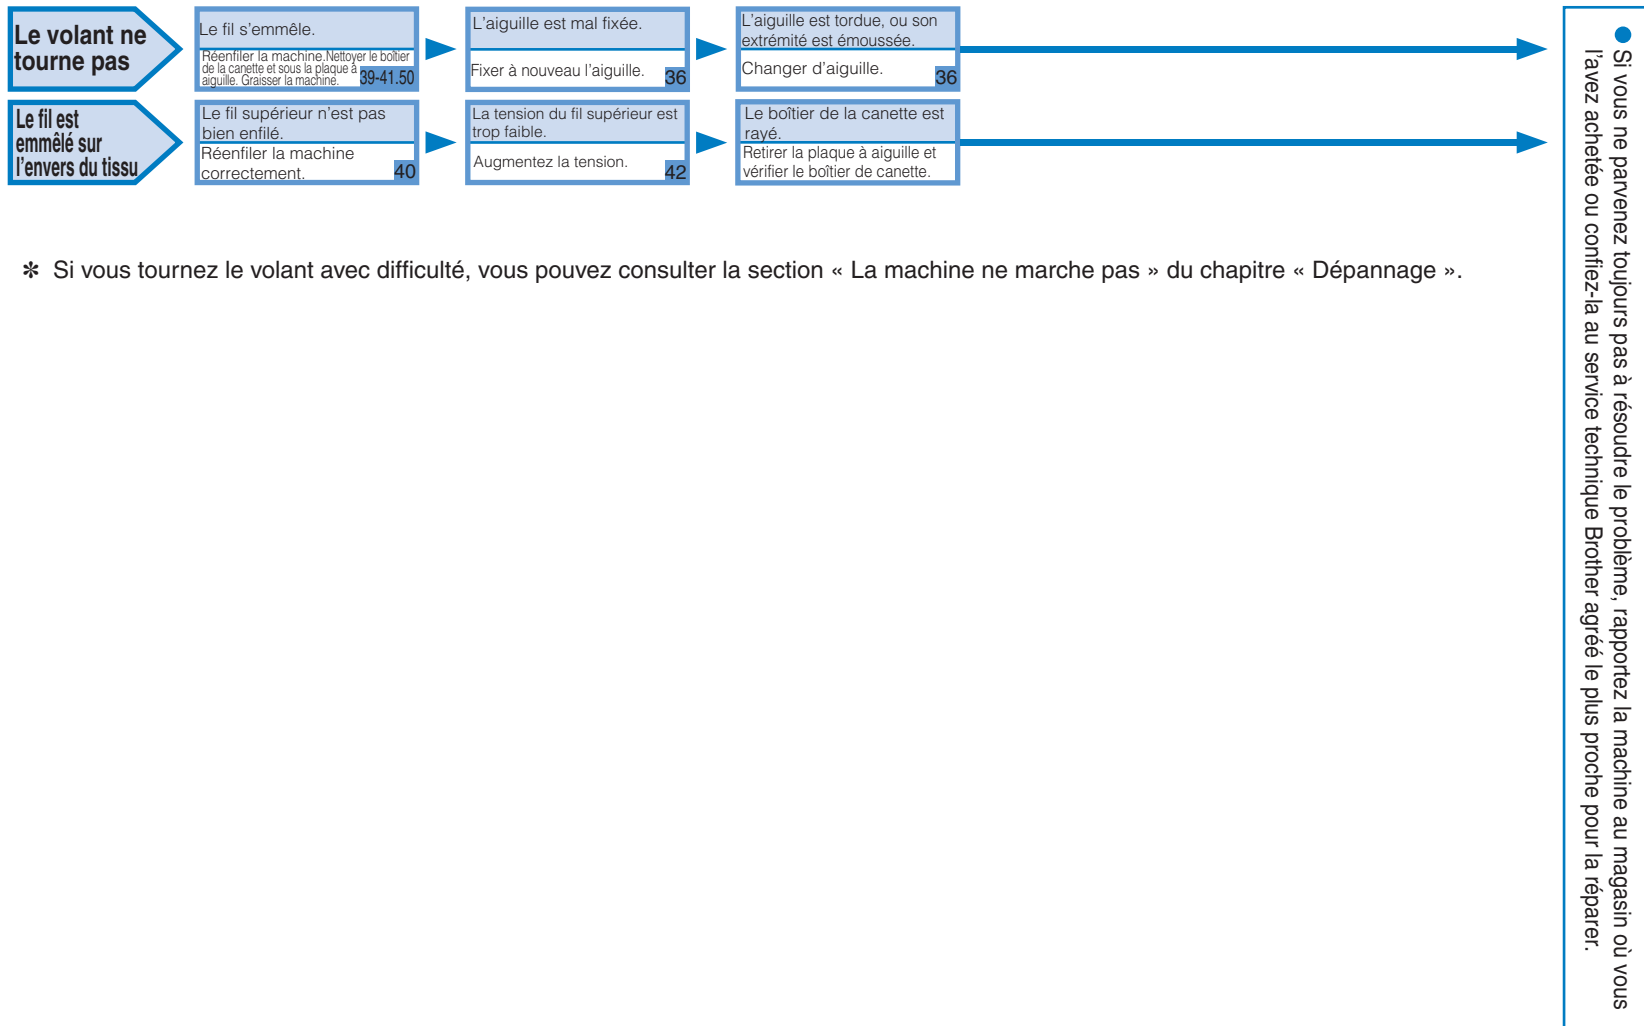 Le volant ne
tourne pas
Le fil s'emmêle.
Réenfiler la machine.Nettoyer le boîtier
de la canette et sous la plaque à
aiguille. Graisser la machine.
39-41.50
L'aiguille est mal fixée.
Fixer à nouveau l'aiguille.
36
L'aiguille est tordue, ou son
extrémité est émoussée.
Changer d'aiguille.
36
Le fil est
emmêlé sur
l'envers du tissu
Le fil supérieur n'est pas
bien enfilé.
Réenfiler la machine
correctement.
40
La tension du fil supérieur est
trop faible.
Augmentez la tension.
42
Le boîtier de la canette est
rayé.
Retirer la plaque à aiguille et
vérifier le boîtier de canette.
✻ Si vous tournez le volant avec difficulté, vous pouvez consulter la section « La machine ne marche pas » du chapitre « Dépannage ».
● Si vous ne parvenez toujours pas à résoudre le problème, rapportez la machine au magasin où vous
l'avez achetée ou confiez-la au service technique Brother agréé le plus proche pour la réparer.